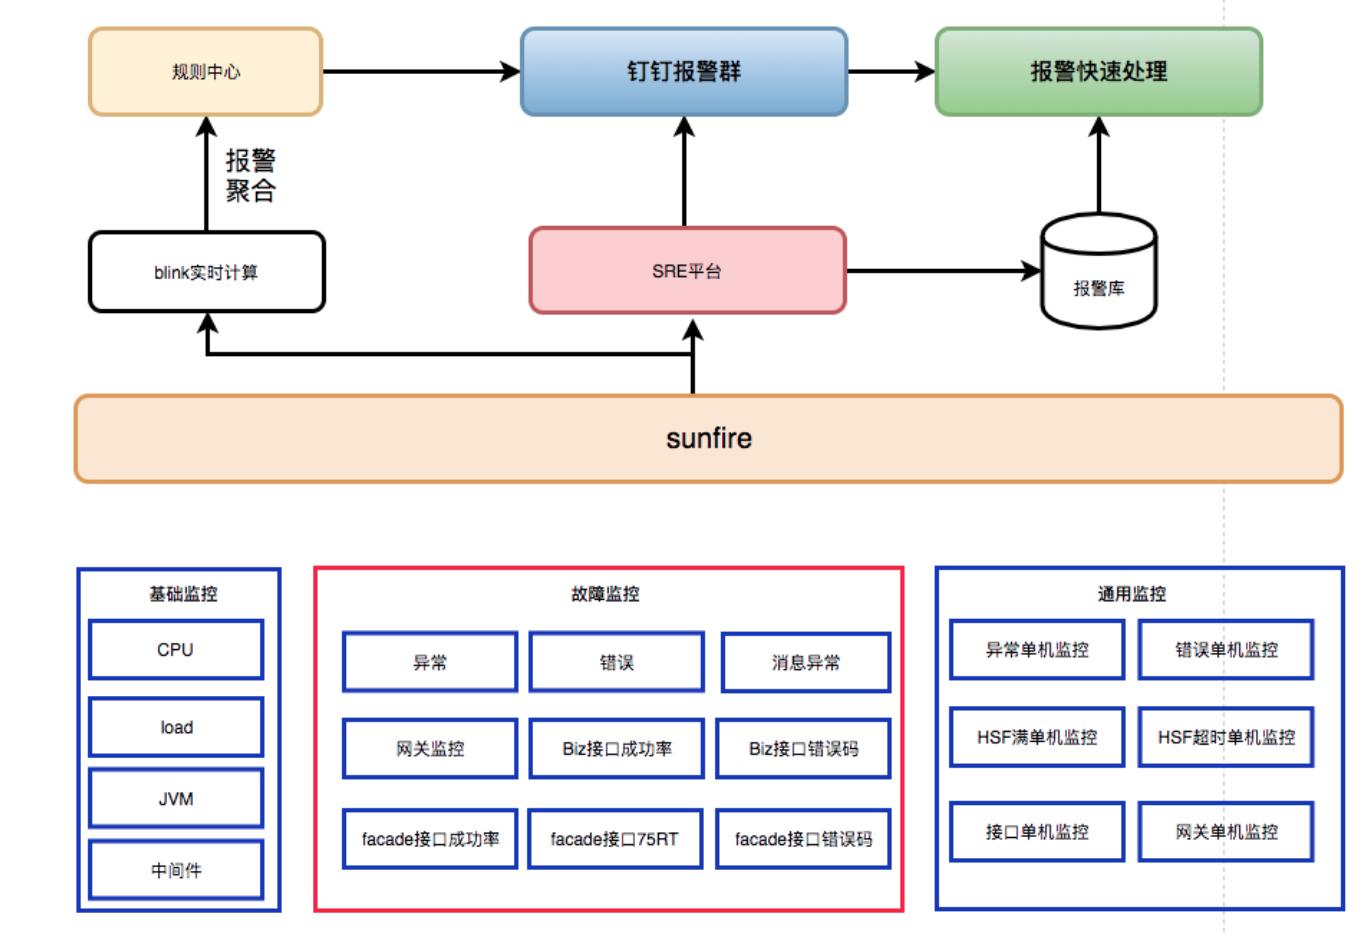 规则中心
钉钉报警群
报警快速处理
报警
聚合
blink实时计算
SRE平台
报警库
sunfire
基础监控
CPU
load
JVM
中间件
故障监控
异常
错误
消息异常
网关监控
Biz接口成功率
Biz接口错误码
facade接口成功率
facade接口75RT
facade接口错误码
通用监控
异常单机监控
错误单机监控
HSF满单机监控
HSF超时单机监控
接口单机监控
网关单机监控